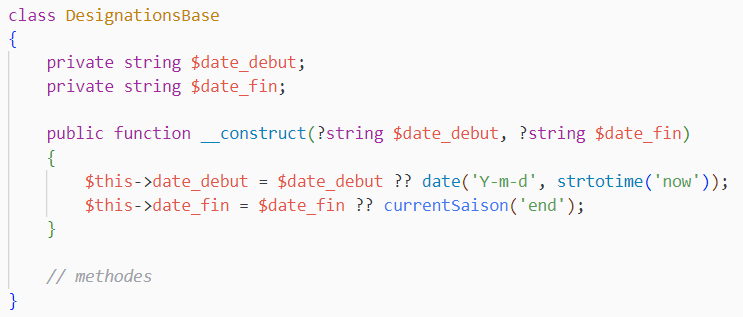 class DesignationsBase
{
    private string $date_debut;
    private string $date_fin;

    public function __construct(?string $date_debut, ?string $date_fin)
    {
        $this->date_debut = $date_debut ?? date('Y-m-d', strtotime('now'));
        $this->date_fin = $date_fin ?? currentSaison('end');
    }

    // methodes
}